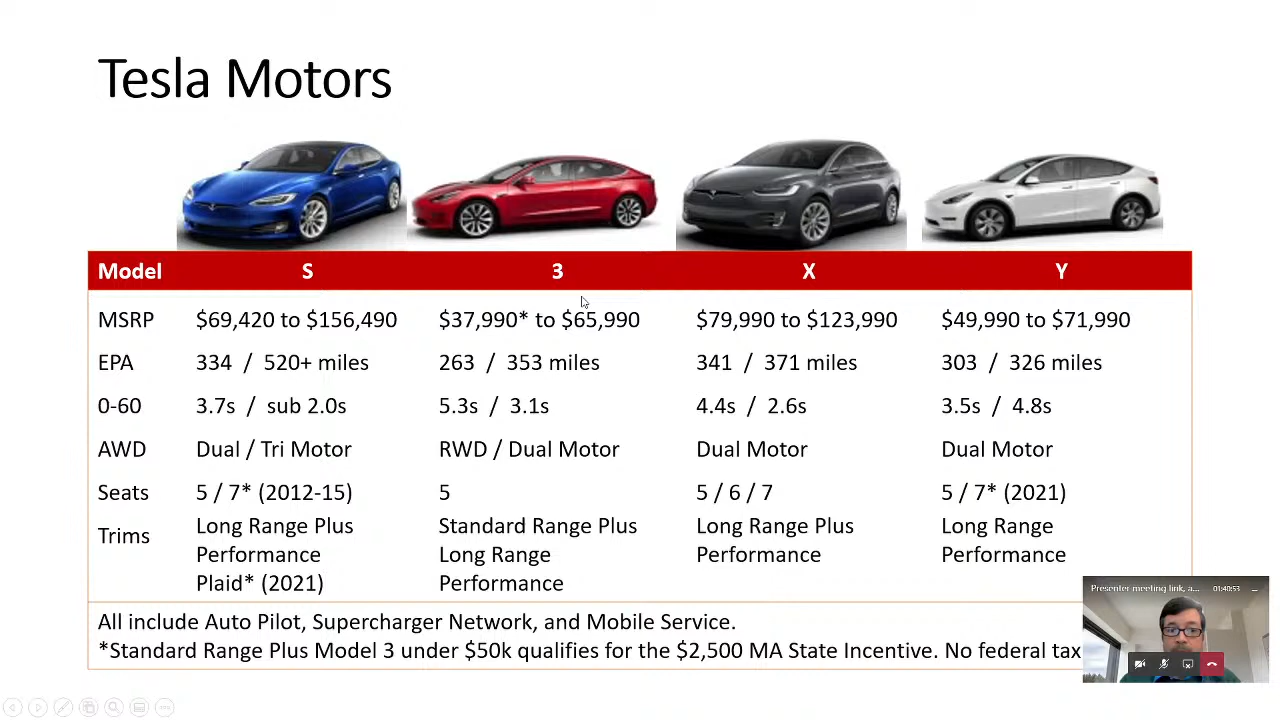 Tesla Motors
Model S 3 X Y
MSRP $69,420 to $156,490 $37,990* to $65,990 $79,990 to $123,990 $49,990 to $71,990
EPA 334 / 520+ miles 263 / 353 miles 341 / 371 miles 303 / 326 miles
0-60 3.7s / sub 2.0s 5.3s / 3.1s 4.4s / 2.6s 3.5s / 4.8s
AWD Dual / Tri Motor RWD / Dual Motor Dual Motor Dual Motor
Seats 5 / 7* (2012-15) 5 5 / 6 / 7 5 / 7* (2021)
Trims Long Range Plus Standard Range Plus Long Range Plus Long Range
Performance Long Range Performance Performance
Plaid* (2021) Performance
All include Auto Pilot, Supercharger Network, and Mobile Service.
*Standard Range Plus Model 3 under $50k qualifies for the $2,500 MA State Incentive. No federal tax
Presenter meeting link, a... 01:40:53